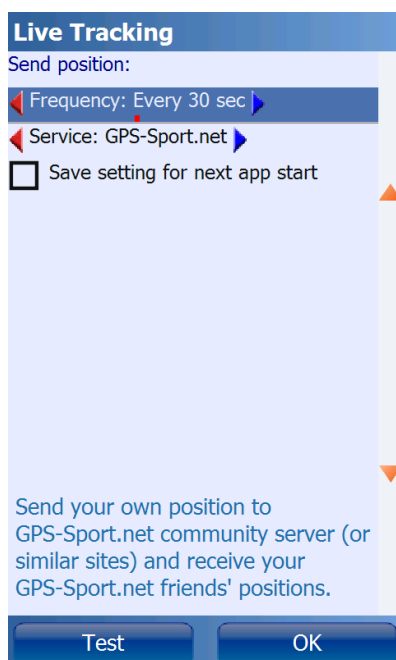 Live Tracking
Send position:
Frequency: Every 30 sec
Service: GPS-Sport.net
Save setting for next app start
Send your own position to
GPS-Sport.net community server (or
similar sites) and receive your
GPS-Sport.net friends' positions.
Test
OK